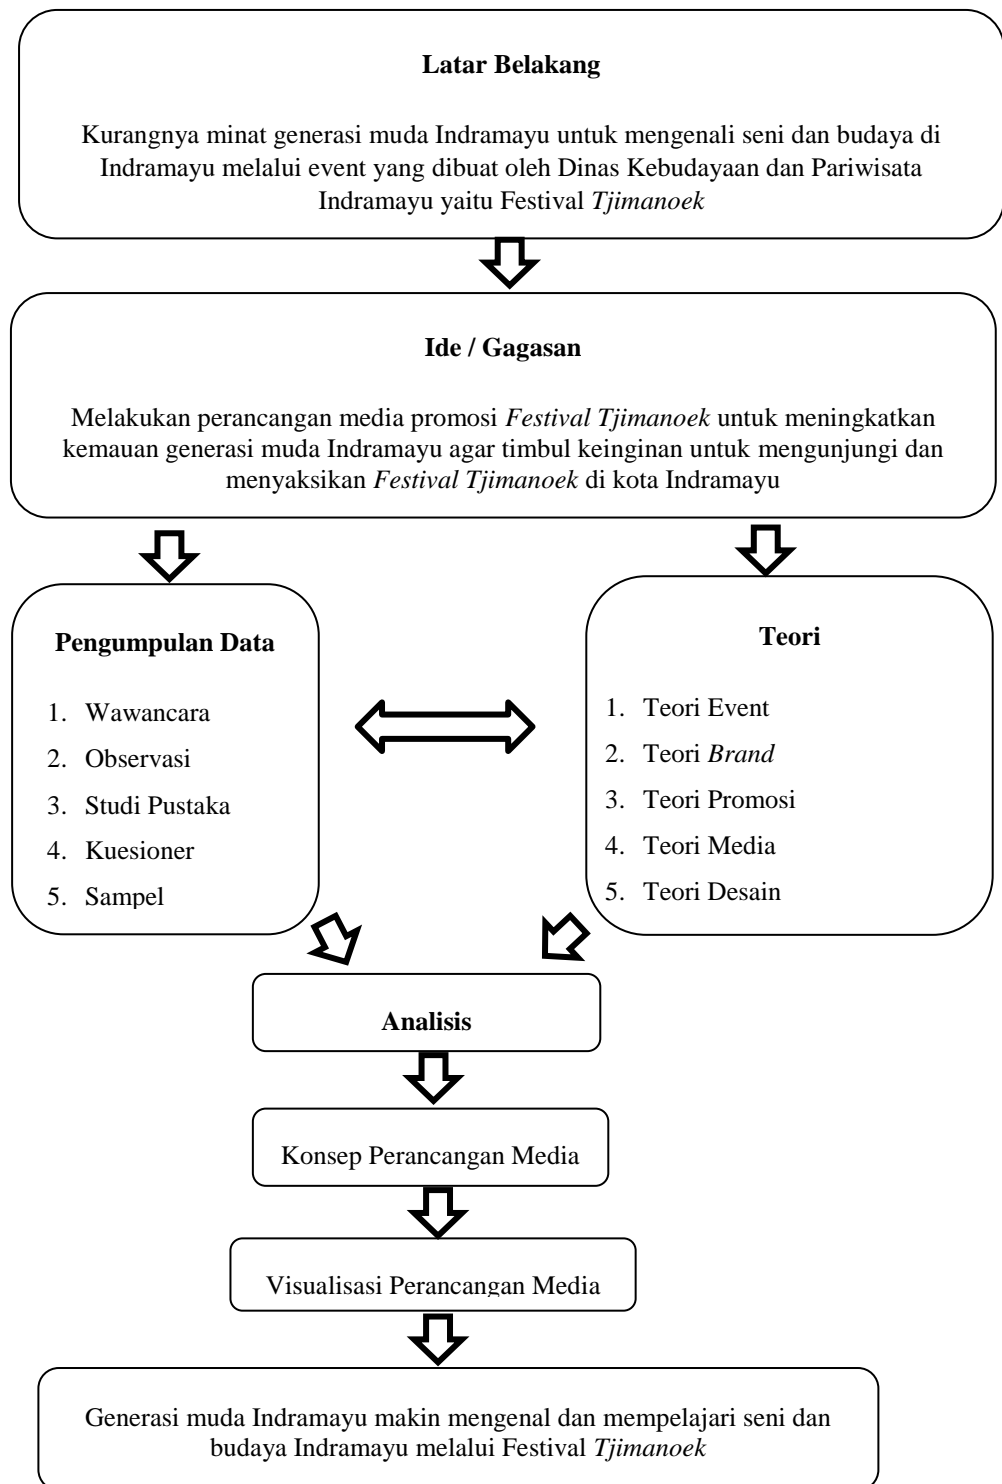 Latar Belakang
Kurangnya minat generasi muda Indramayu untuk mengenali seni dan budaya di
Indramayu melalui event yang dibuat oleh Dinas Kebudayaan dan Pariwisata
Indramayu yaitu Festival Tjimanoek
Ide / Gagasan
Melakukan perancangan media promosi Festival Tjimanoek untuk meningkatkan
kemauan generasi muda Indramayu agar timbul keinginan untuk mengunjungi dan
menyaksikan Festival Tjimanoek di kota Indramayu
Pengumpulan Data
1. Wawancara
2. Observasi
3. Studi Pustaka
4. Kuesioner
5. Sampel
Teori
1. Teori Event
2. Teori Brand
3. Teori Promosi
4. Teori Media
5. Teori Desain
Analisis
Konsep Perancangan Media
Visualisasi Perancangan Media
Generasi muda Indramayu makin mengenal dan mempelajari seni dan
budaya Indramayu melalui Festival Tjimanoek